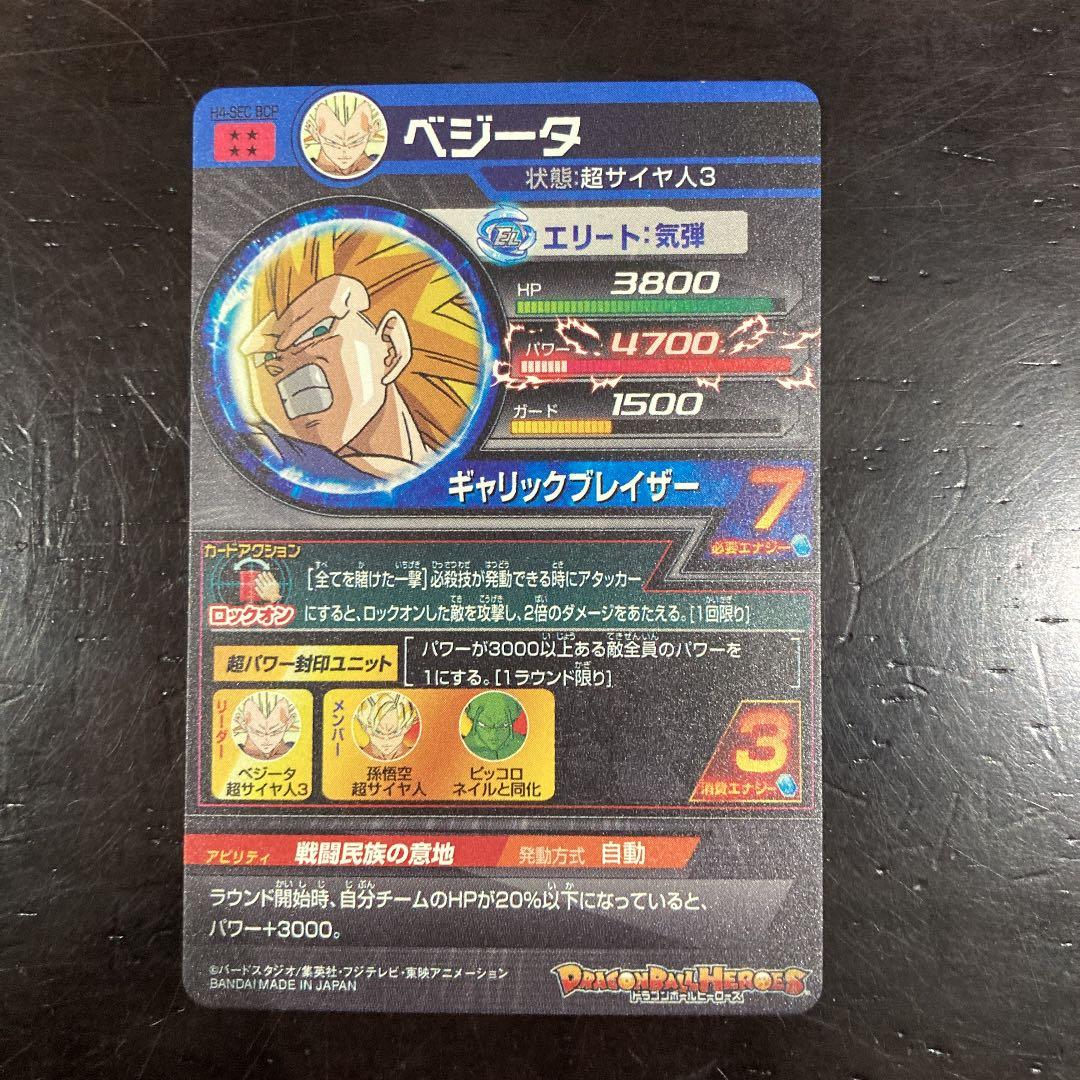 H4-SEC BCP
ベジータ
状態:超サイヤ人3
EL エリート:気弾
HP 3800
パワー 4700
ガード 1500
ギャリックブレイザー
7
必要エナジー
カードアクション
ロックオン
[全てを賭けた一撃]必殺技が発動できる時にアタッカー
にすると、ロックオンした敵を攻撃し、2倍のダメージをあたえる。[1回限り]
超パワー封印ユニット
パワーが3000以上ある敵全員のパワーを
1にする。[1ラウンド限り]
リーダー
ベジータ
超サイヤ人3
メンバー
孫悟空
超サイヤ人
ピッコロ
ネイルと同化
3
消費エナジー
アビリティ 戦闘民族の意地 発動方式 自動
ラウンド開始時、自分チームのHPが20%以下になっていると、
パワー+3000。
©バードスタジオ/集英社・フジテレビ・東映アニメーション
BANDAI MADE IN JAPAN
DRAGONBALL HEROES
ドラゴンボールヒーローズ